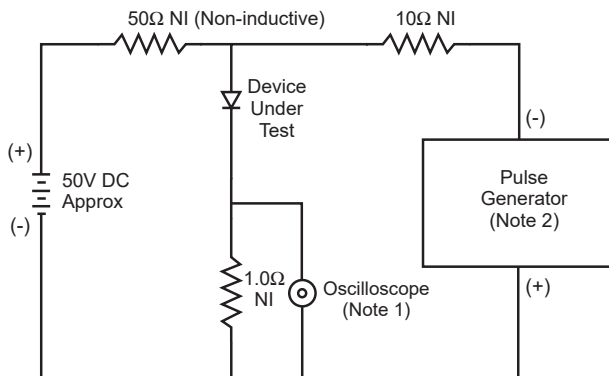 50Ω NI (Non-inductive)
10Ω NI
Device
Under
Test
(+)
50V DC
Approx
(-)
(-)
Pulse
Generator
(Note 2)
(+)
1.0Ω
NI
Oscilloscope
(Note 1)